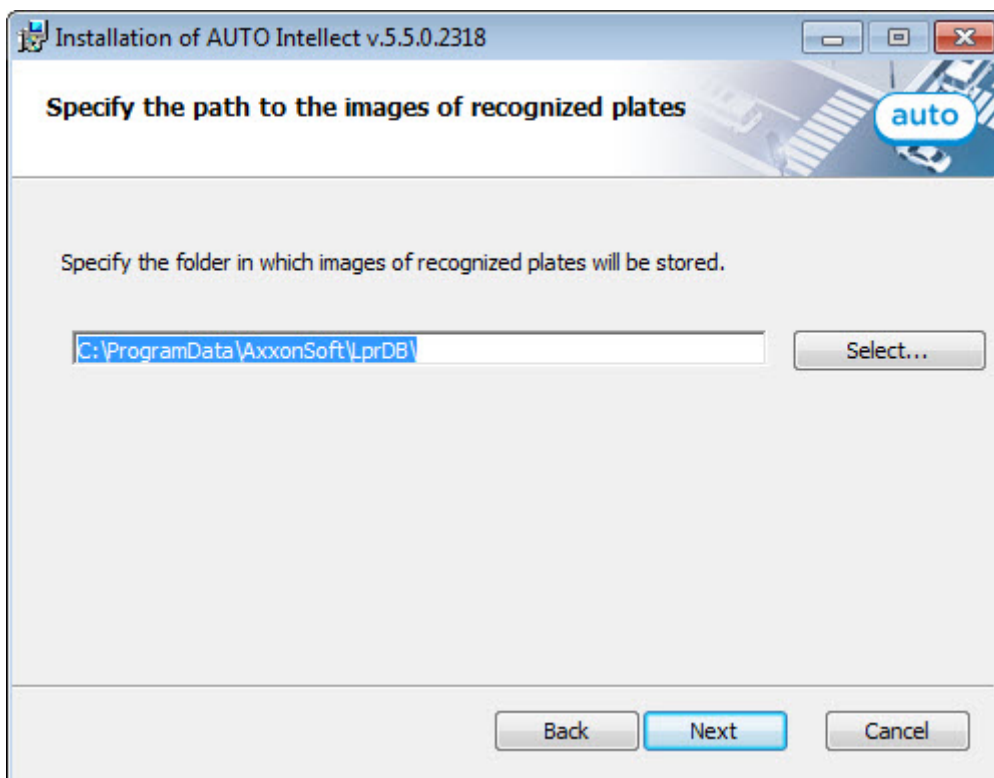 Installation of AUTO Intellect v.5.5.0.2318
Specify the path to the images of recognized plates
auto
Specify the folder in which images of recognized plates will be stored.
C:\ProgramData\AxxonSoft\LprDB\
Select...
Back
Next
Cancel